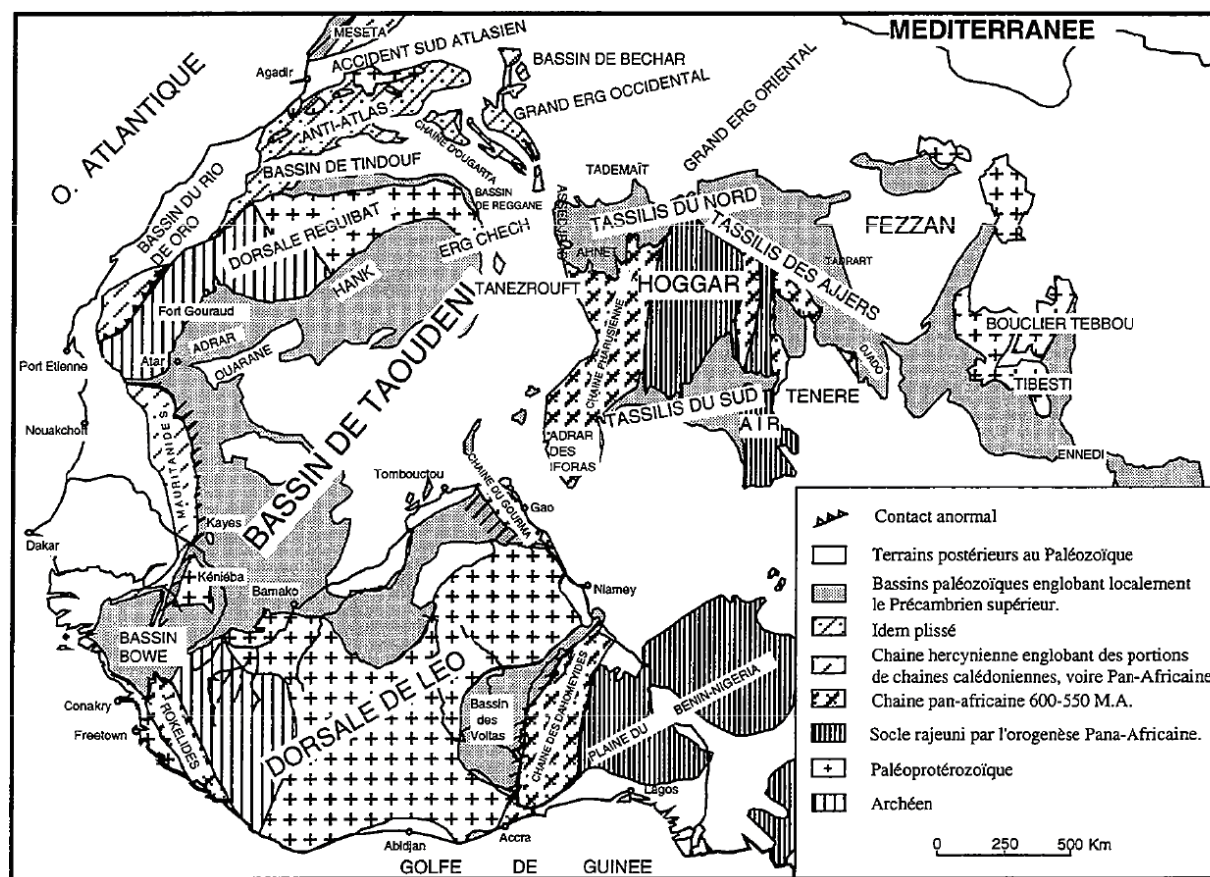 MEDITERRANEE
MESETA
ACCIDENT SUD ATLASIEN
Agadir
BASSIN DE BECHAR
O. ATLANTIQUE
GRAND ERG OCCIDENTAL
GRAND ERG ORIENTAL
ANTI-ATLAS
CHAINE D'OUGARTA
BASSIN DE TINDOUF
BASSIN
DE REGGANE
TADEMAÏT
BASSIN DU RIO
DE ORO
TASSILIS DU NORD
FEZZAN
DORSALE REGUIBAT
ERG CHECH
AHNET
TADRART
TASSILIS DES AJJERS
HANK
TANEZROUFT
HOGGAR
Fort Gouraud
BOUCLIER TEBBOU
ADRAR
Atar
OUARANE
Port Etienne
CHAINE PHARUSIENNE
DJADO
TENERE
TIBESTI
TASSILIS DU SUD
AIR
Nouakchott
MAURITANIDES
BASSIN DE TAOUDENI
ADRAR
DES
IFORAS
ENNEDI
Tombouctou
CHAINE DU GOURMA
Gao
Kayes
Dakar
Kéniéba
Bamako
Niamey
BASSIN
BOWE
DORSALE DE LEO
Bassin
des
Voltas
CHAINE DES DAHOMEYIDES
PLAINE DU BENIN-NIGERIA
Conakry
Freetown
ROKELIDES
Lagos
Accra
Abidjan
GOLFE DE GUINEE
Contact anormal
Terrains postérieurs au Paléozoïque
Bassins paléozoïques englobant localement
le Précambrien supérieur.
Idem plissé
Chaine hercynienne englobant des portions
de chaines calédoniennes, voire Pan-Africaine
Chaine pan-africaine 600-550 M.A.
Socle rajeuni par l'orogenèse Pana-Africaine.
Paléoprotérozoïque
Archéen
0 250 500 Km